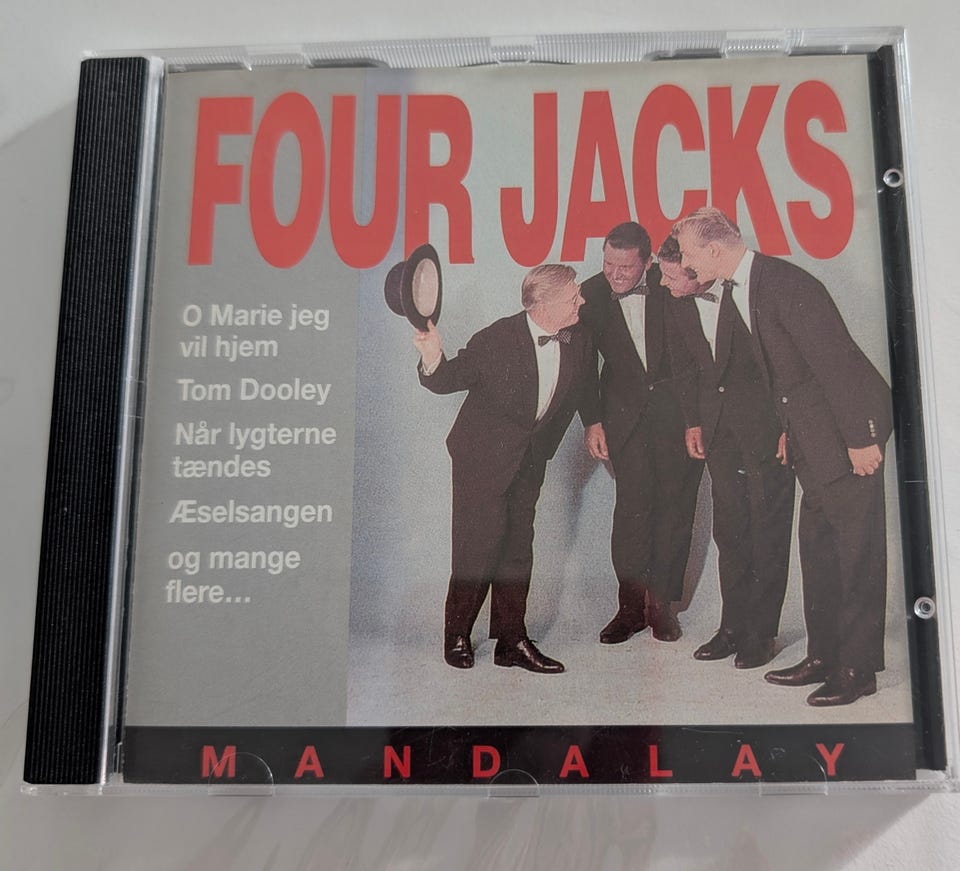 FOUR JACKS
O Marie jeg
vil hjem
Tom Dooley
Når lygterne
tændes
Æselsangen
og mange
flere...
MANDALAY